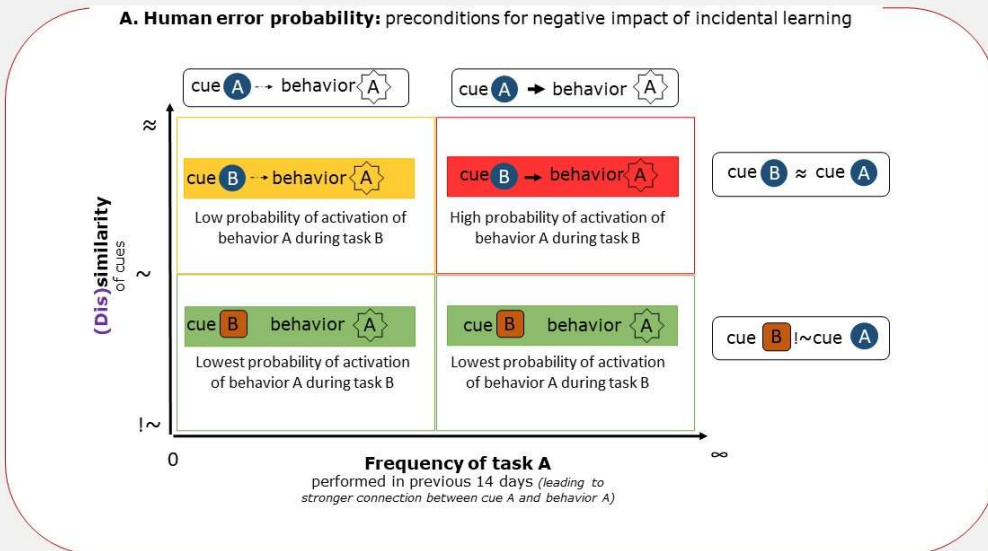 A. Human error probability: preconditions for negative impact of incidental learning
cue A ⇢ behavior A
cue A → behavior A
≈
cue B ⇢ behavior A
cue B → behavior A
cue B ≈ cue A
Low probability of activation of
behavior A during task B
High probability of activation of
behavior A during task B
(Dis)similarity
of cues
~
cue B behavior A
cue B behavior A
cue B !~cue A
Lowest probability of activation
of behavior A during task B
Lowest probability of activation
of behavior A during task B
!~
0
∞
Frequency of task A
performed in previous 14 days (leading to
stronger connection between cue A and behavior A)